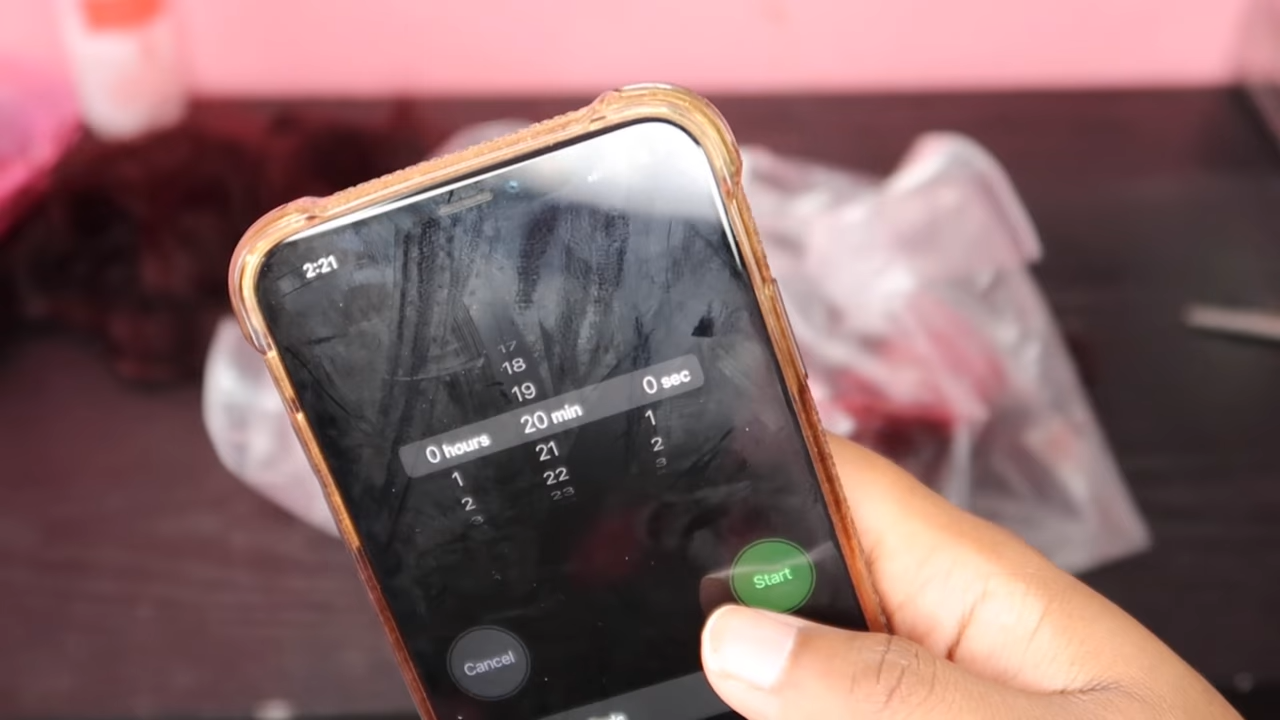 2:21
17
18
19
0 hours 20 min 0 sec
1 21 1
2 22 2
3 23 3
Start
Cancel